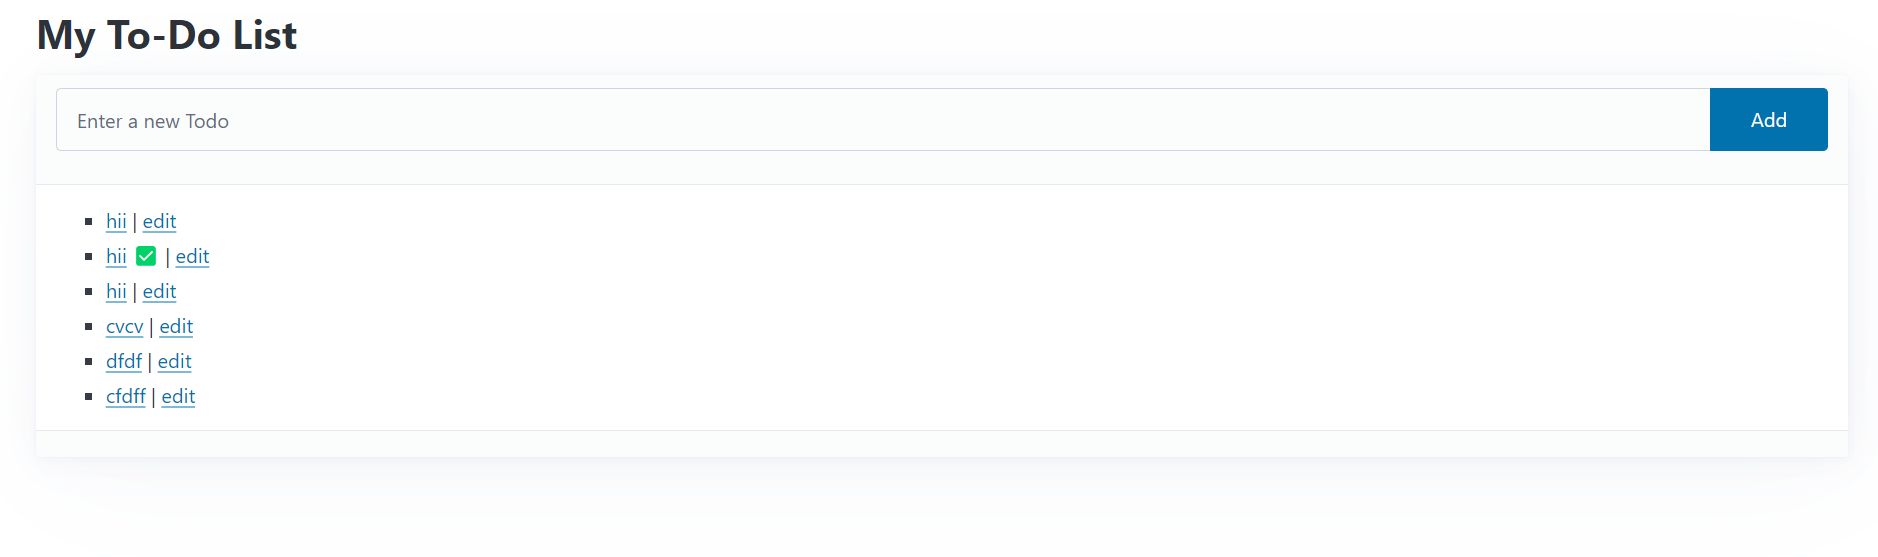 My To-Do List
Enter a new Todo
Add
hii | edit
hii ✅ | edit
hii | edit
cvcv | edit
dfdf | edit
cfdff | edit